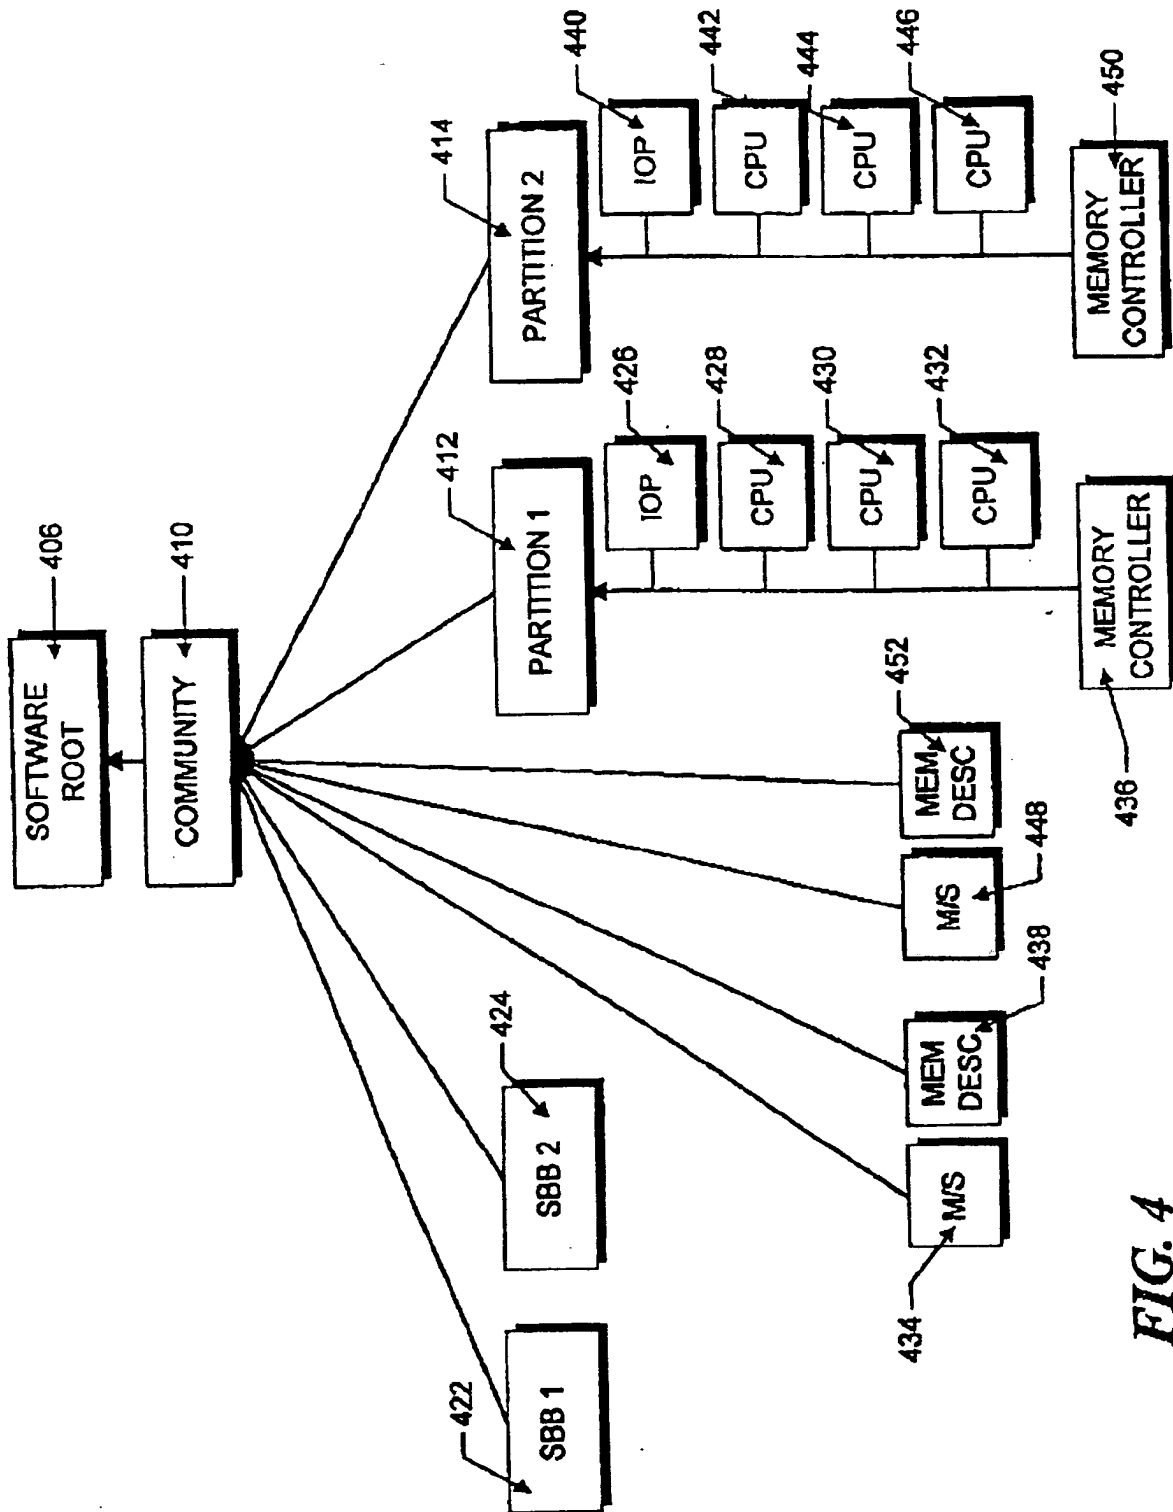 SOFTWARE
ROOT
406
COMMUNITY
410
SBB 1
422
SBB 2
424
PARTITION 1
412
PARTITION 2
414
M/S
434
MEM
DESC
438
M/S
448
MEM
DESC
452
IOP
426
CPU
428
CPU
430
CPU
432
MEMORY
CONTROLLER
436
IOP
440
CPU
442
CPU
444
CPU
446
MEMORY
CONTROLLER
450
FIG. 4